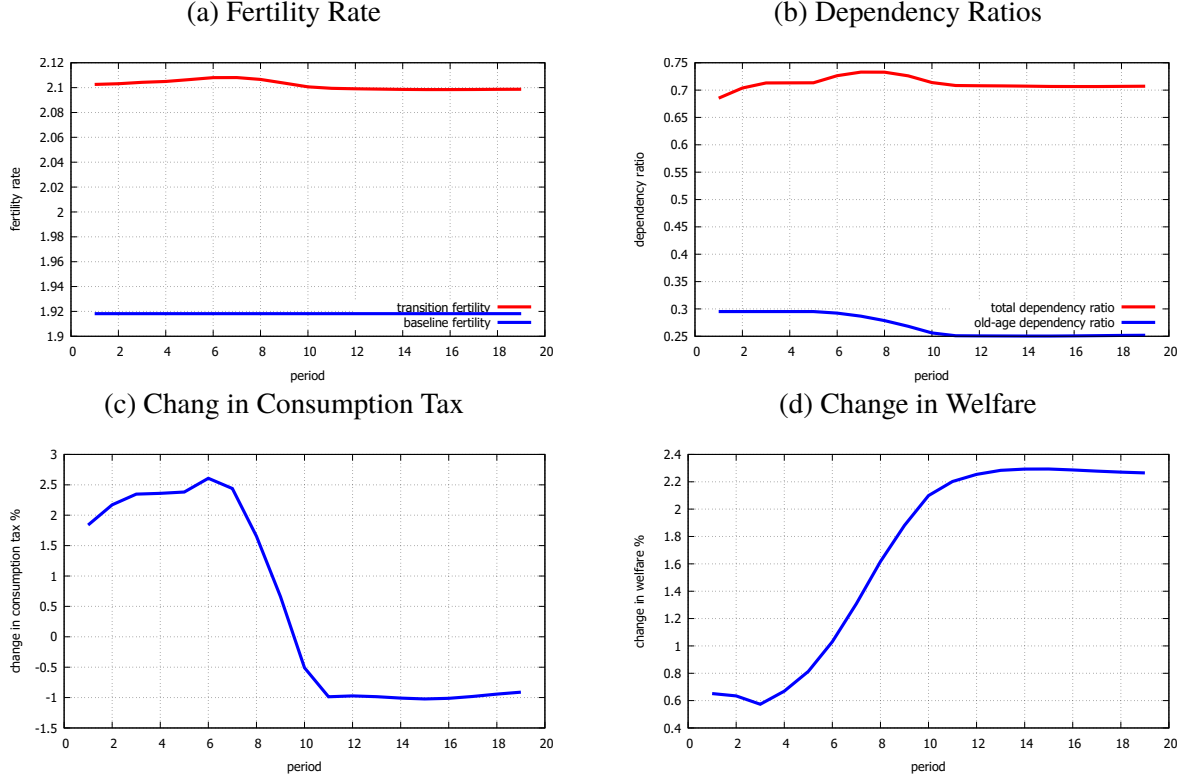 (a) Fertility Rate
2.12
2.1
2.08
2.06
2.04
2.02
2
1.98
1.96
1.94
1.92
1.9
fertility rate
transition fertility
baseline fertility
0 2 4 6 8 10 12 14 16 18 20
period
(b) Dependency Ratios
0.75
0.7
0.65
0.6
0.55
0.5
0.45
0.4
0.35
0.3
0.25
dependency ratio
total dependency ratio
old-age dependency ratio
0 2 4 6 8 10 12 14 16 18 20
period
(c) Chang in Consumption Tax
3
2.5
2
1.5
1
0.5
0
-0.5
-1
-1.5
change in consumption tax %
0 2 4 6 8 10 12 14 16 18 20
period
(d) Change in Welfare
2.4
2.2
2
1.8
1.6
1.4
1.2
1
0.8
0.6
0.4
change in welfare %
0 2 4 6 8 10 12 14 16 18 20
period